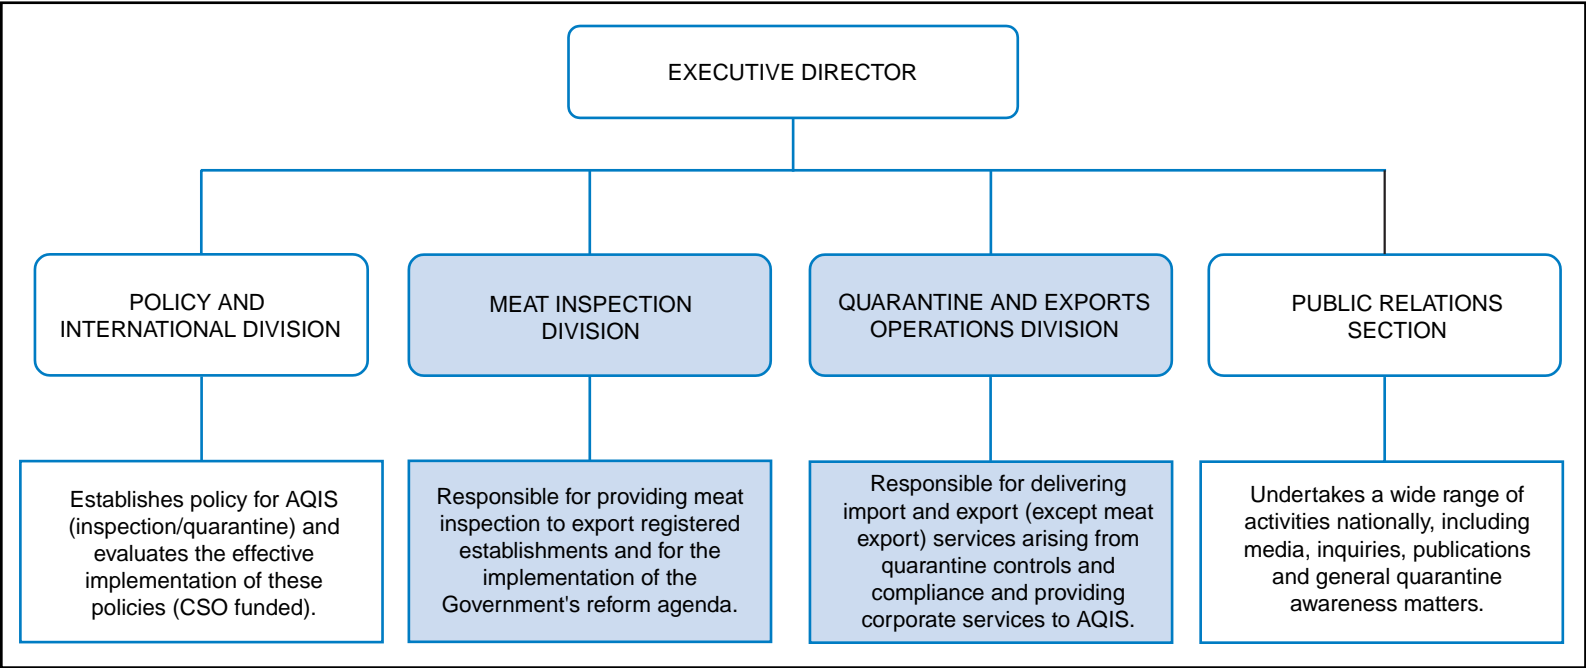 EXECUTIVE DIRECTOR
POLICY AND
INTERNATIONAL DIVISION
MEAT INSPECTION
DIVISION
QUARANTINE AND EXPORTS
OPERATIONS DIVISION
PUBLIC RELATIONS
SECTION
Establishes policy for AQIS
(inspection/quarantine) and
evaluates the effective
implementation of these
policies (CSO funded).
Responsible for providing meat
inspection to export registered
establishments and for the
implementation of the
Government's reform agenda.
Responsible for delivering
import and export (except meat
export) services arising from
quarantine controls and
compliance and providing
corporate services to AQIS.
Undertakes a wide range of
activities nationally, including
media, inquiries, publications
and general quarantine
awareness matters.